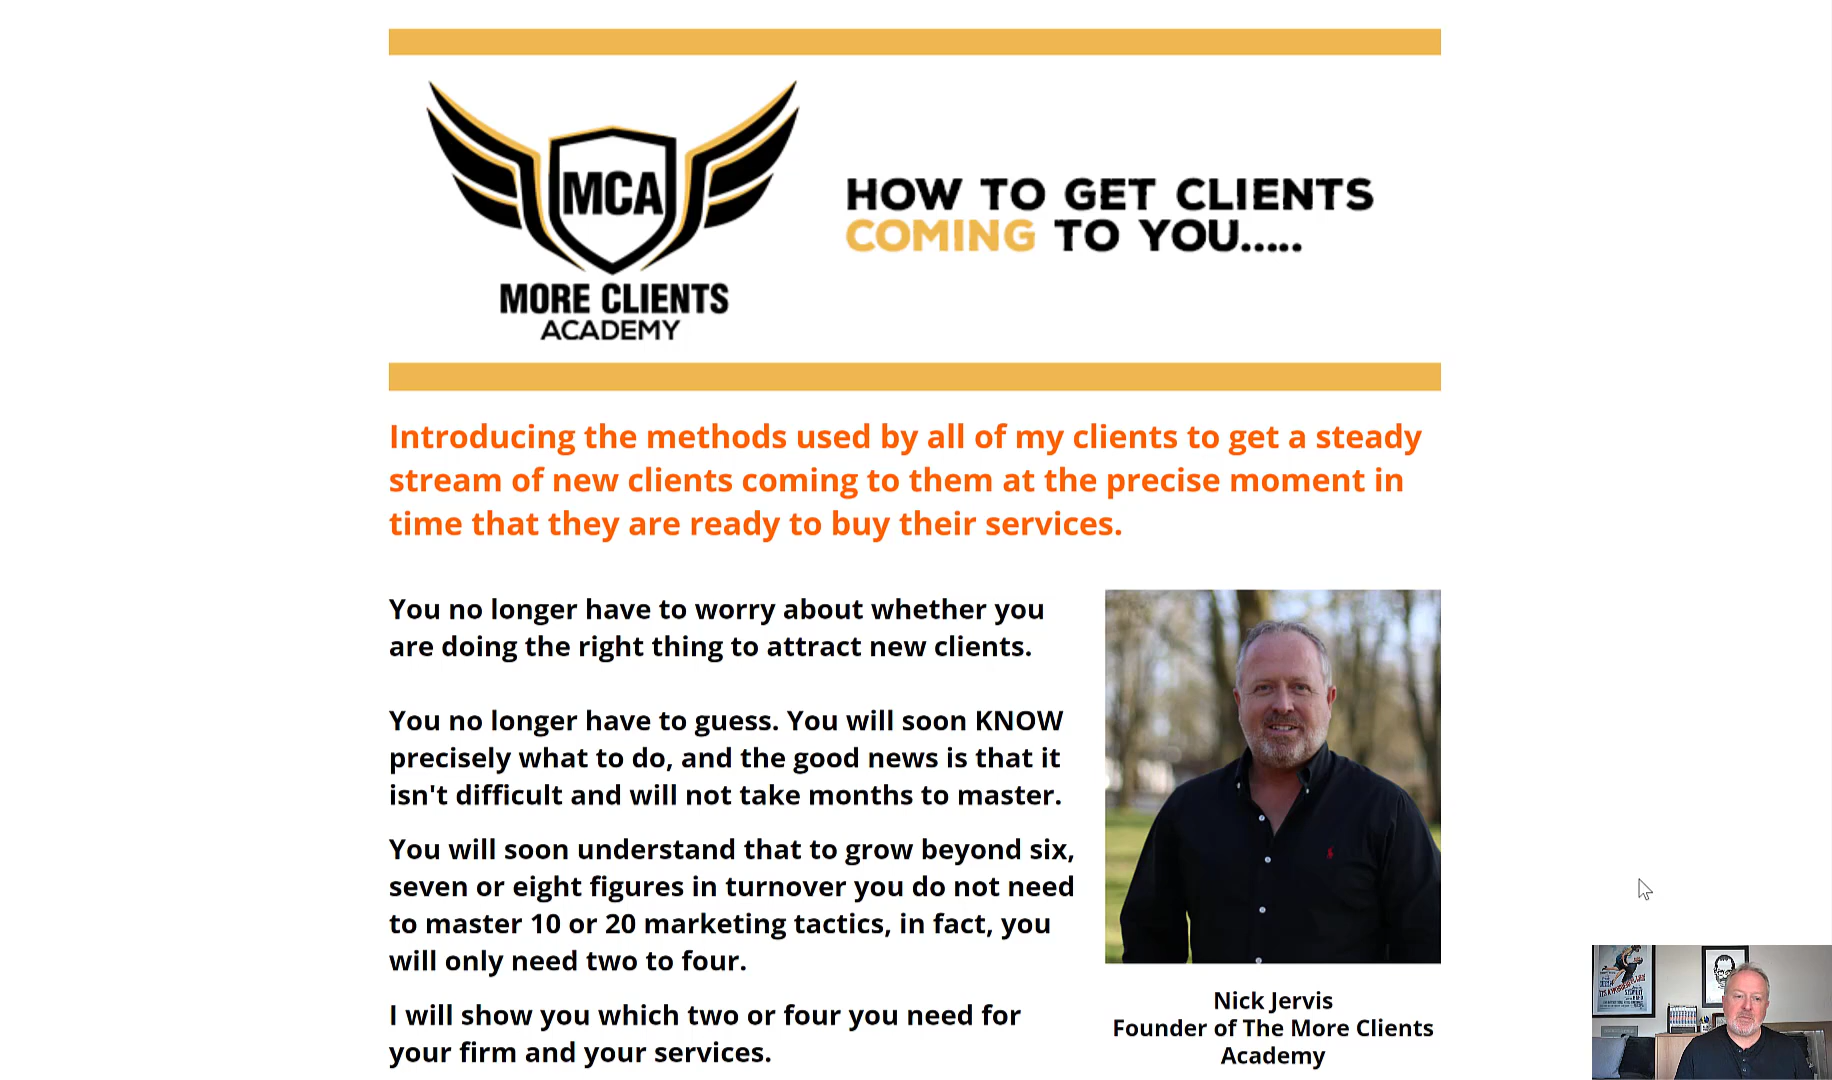 MCA
MORE CLIENTS
ACADEMY
HOW TO GET CLIENTS
COMING TO YOU.....
Introducing the methods used by all of my clients to get a steady
stream of new clients coming to them at the precise moment in
time that they are ready to buy their services.
You no longer have to worry about whether you
are doing the right thing to attract new clients.
You no longer have to guess. You will soon KNOW
precisely what to do, and the good news is that it
isn't difficult and will not take months to master.
You will soon understand that to grow beyond six,
seven or eight figures in turnover you do not need
to master 10 or 20 marketing tactics, in fact, you
will only need two to four.
I will show you which two or four you need for
your firm and your services.
Nick Jervis
Founder of The More Clients
Academy